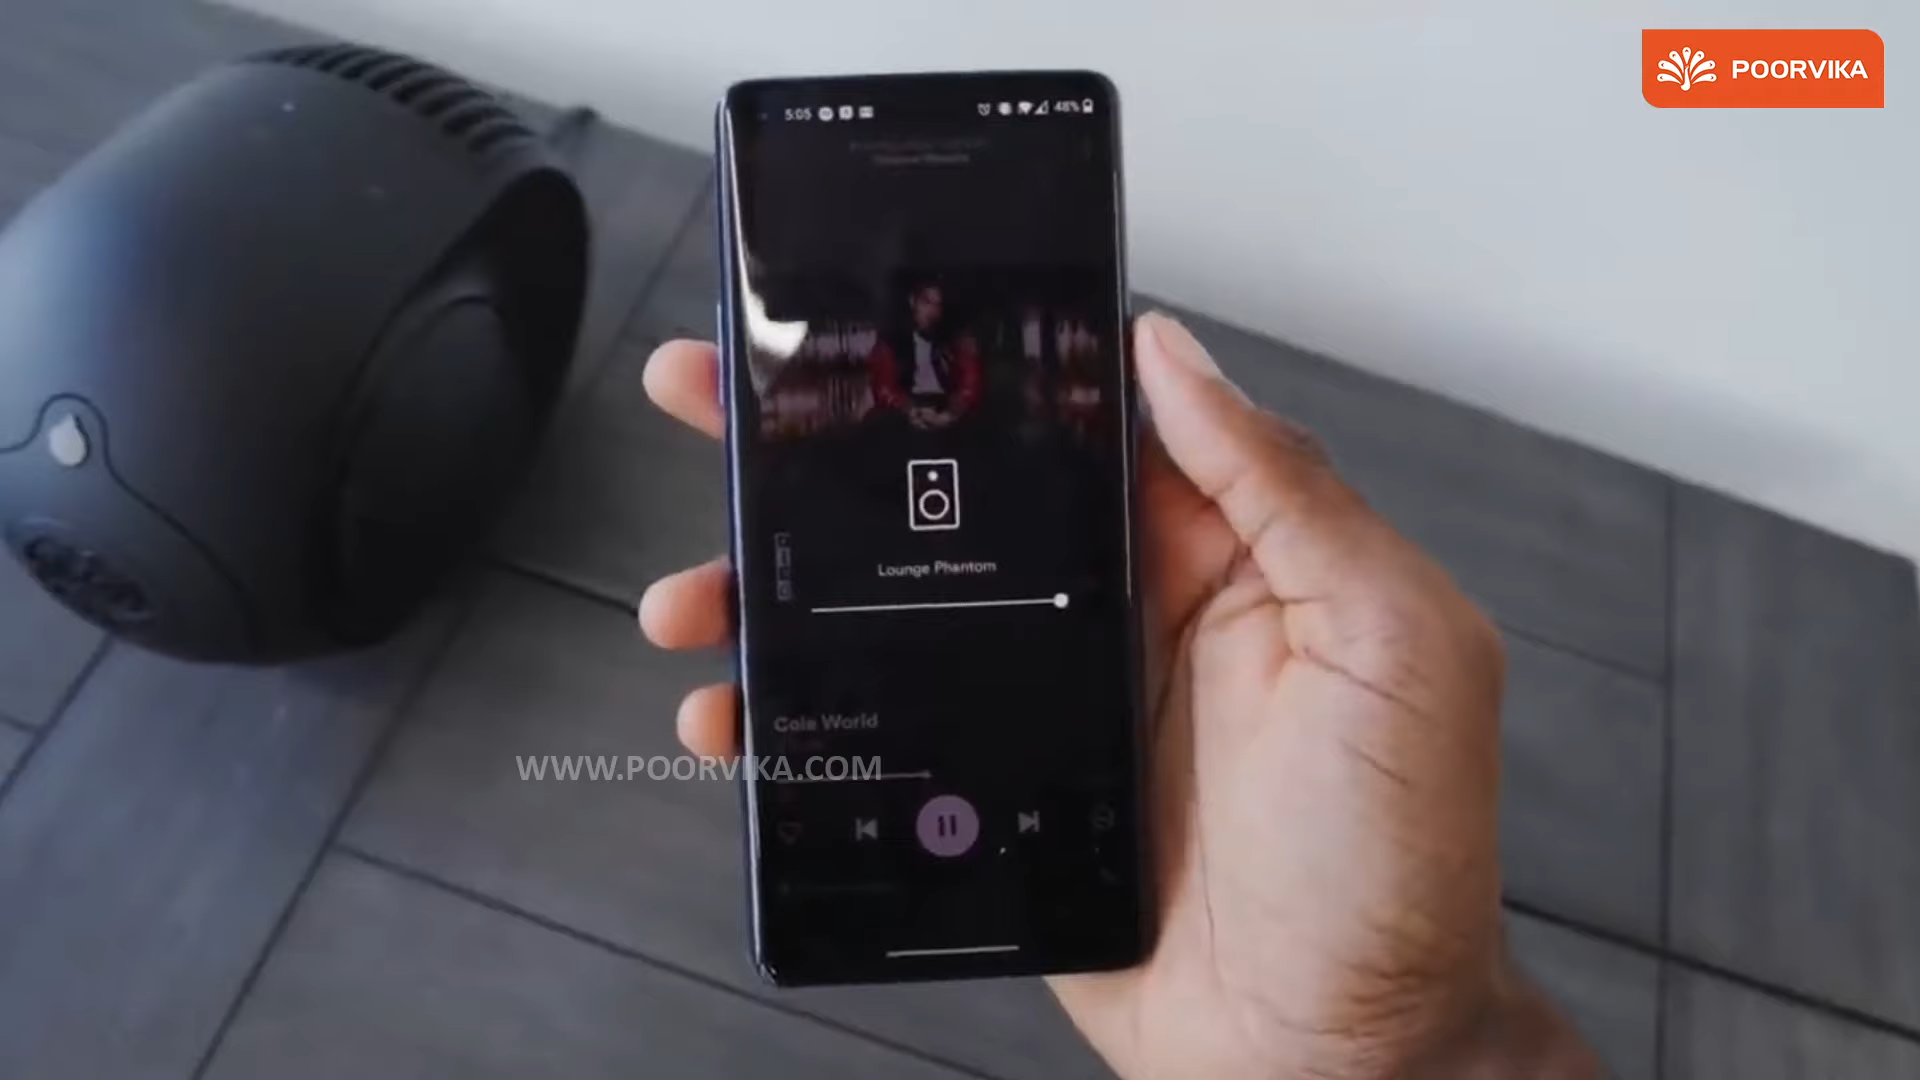 POORVIKA
5:05
48%
Lounge Phantom
Cole World
WWW.POORVIKA.COM